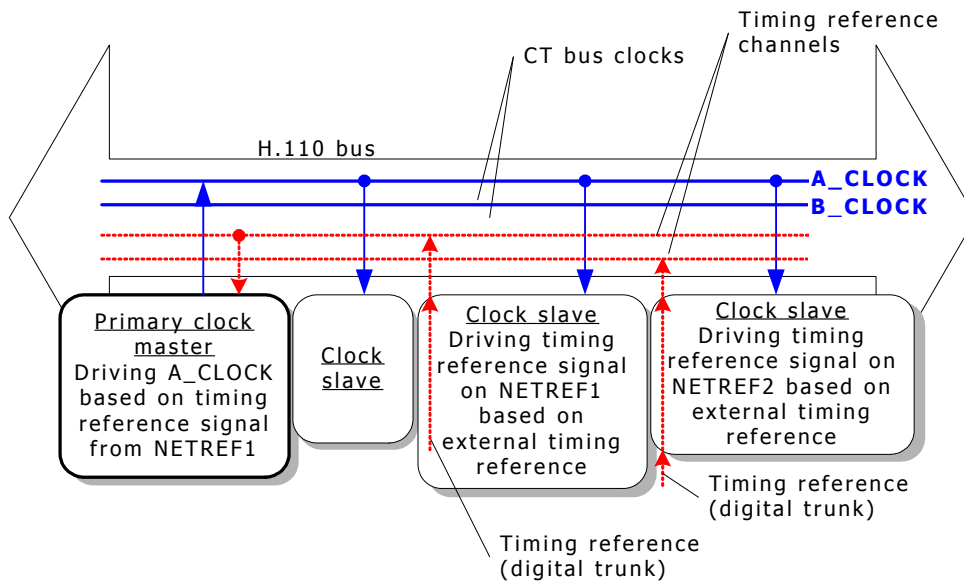 Timing reference
channels
CT bus clocks
H.110 bus
A_CLOCK
B_CLOCK
Primary clock
master
Driving A_CLOCK
based on timing
reference signal
from NETREF1
Clock
slave
Clock slave
Driving timing
reference signal
on NETREF1
based on
external timing
reference
Clock slave
Driving timing
reference signal on
NETREF2 based on
external timing
reference
Timing reference
(digital trunk)
Timing reference
(digital trunk)